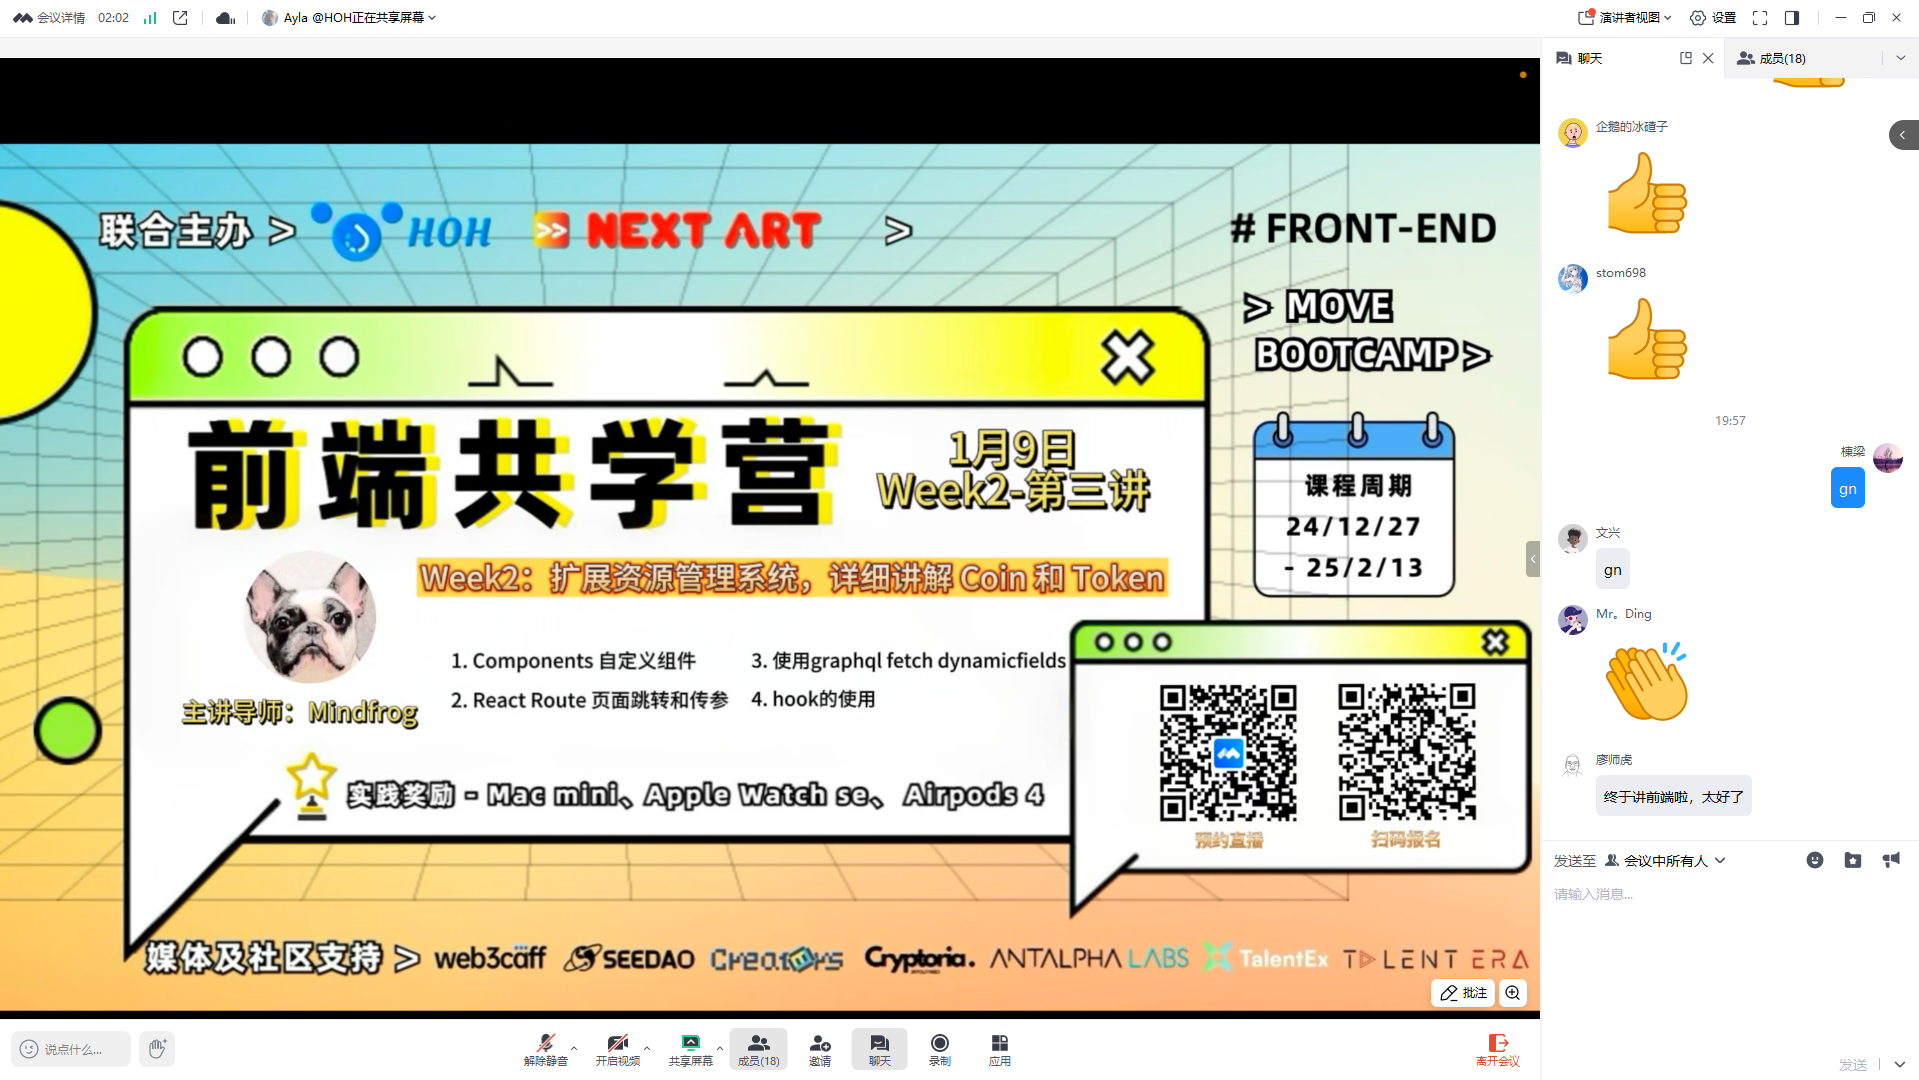 会议详情 02:02 Ayla @HOH正在共享屏幕 演讲者视图 设置
聊天 成员(18)
联合主办 > HOH NEXT ART >
# FRONT-END
> MOVE
BOOTCAMP>
前端共学营
1月9日
Week2-第三讲
课程周期
24/12/27
- 25/2/13
Week2：扩展资源管理系统，详细讲解 Coin 和 Token
主讲导师：Mindfrog
1. Components 自定义组件
2. React Route 页面跳转和传参
3. 使用graphql fetch dynamicfields
4. hook的使用
实践奖励 - Mac mini、Apple Watch se、 Airpods 4
预约直播 扫码报名
媒体及社区支持 > web3caff SEEDAO Creators Cryptoria. ANTALPHA LABS TalentEx TALENT ERA
批注
企鹅的冰碴子
stom698
19:57
棟梁
gn
文兴
gn
Mr。Ding
廖师虎
终于讲前端啦，太好了
发送至 会议中所有人
请输入消息...
发送
说点什么...
解除静音 开启视频 共享屏幕 成员(18) 邀请 聊天 录制 应用 离开会议